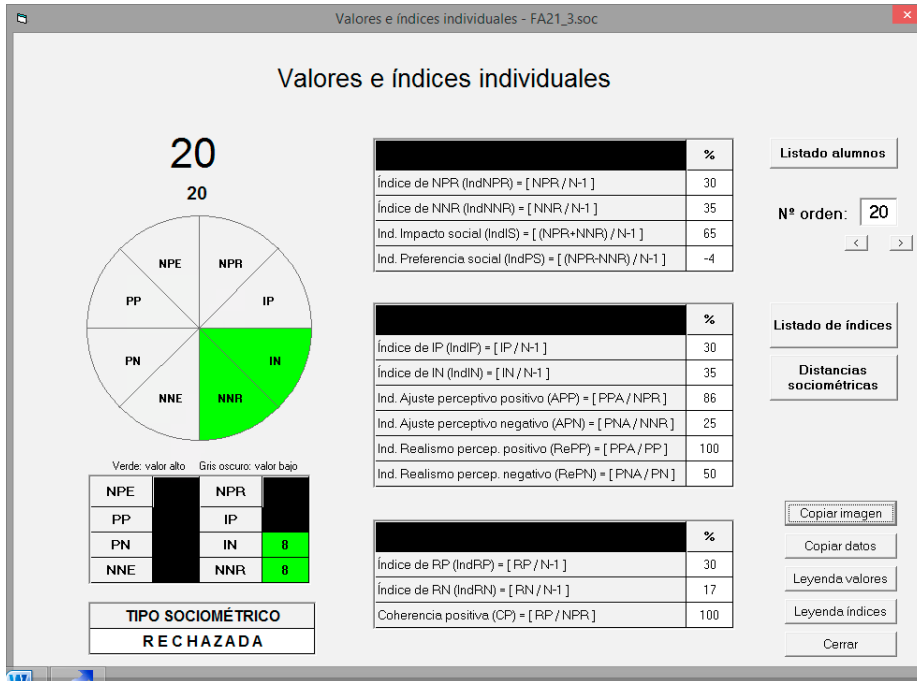 Valores e índices individuales - FA21_3.soc
Valores e índices individuales
20
20
NPE NPR
PP IP
PN IN
NNE NNR
Verde: valor alto Gris oscuro: valor bajo
NPE NPR
PP IP
PN IN 8
NNE NNR 8
TIPO SOCIOMÉTRICO
RECHAZADA
%
Índice de NPR (IndNPR) = [ NPR / N-1 ] 30
Índice de NNR (IndNNR) = [ NNR / N-1 ] 35
Ind. Impacto social (IndIS) = [ (NPR+NNR) / N-1 ] 65
Ind. Preferencia social (IndPS) = [ (NPR-NNR) / N-1 ] -4
%
Índice de IP (IndIP) = [ IP / N-1 ] 30
Índice de IN (IndIN) = [ IN / N-1 ] 35
Ind. Ajuste perceptivo positivo (APP) = [ PPA / NPR ] 86
Ind. Ajuste perceptivo negativo (APN) = [ PNA / NNR ] 25
Ind. Realismo percep. positivo (RePP) = [ PPA / PP ] 100
Ind. Realismo percep. negativo (RePN) = [ PNA / PN ] 50
%
Índice de RP (IndRP) = [ RP / N-1 ] 30
Índice de RN (IndRN) = [ RN / N-1 ] 17
Coherencia positiva (CP) = [ RP / NPR ] 100
Listado alumnos
Nº orden: 20
< >
Listado de índices
Distancias
sociométricas
Copiar imagen
Copiar datos
Leyenda valores
Leyenda índices
Cerrar